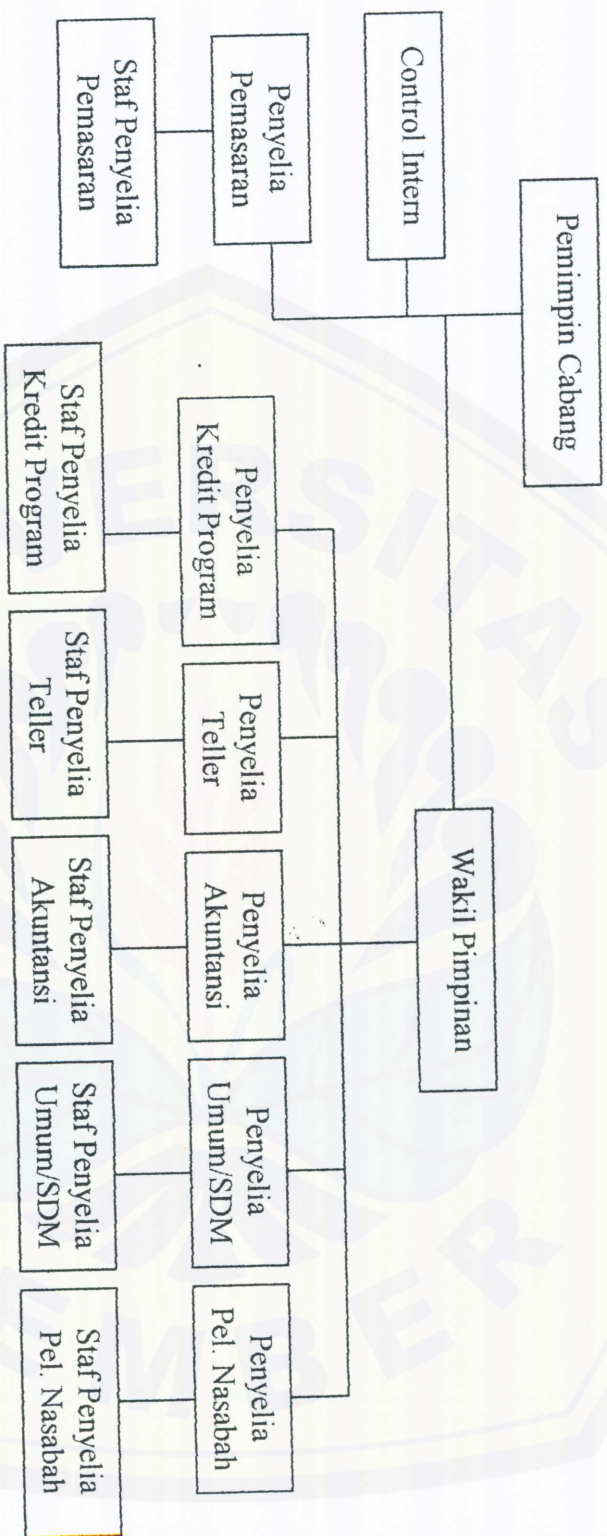 Pemimpin Cabang
Control Intern
Wakil Pimpinan
Penyelia
Pemasaran
Penyelia
Kredit Program
Penyelia
Teller
Penyelia
Akuntansi
Penyelia
Umum/SDM
Penyelia
Pel. Nasabah
Staf Penyelia
Pemasaran
Staf Penyelia
Kredit Program
Staf Penyelia
Teller
Staf Penyelia
Akuntansi
Staf Penyelia
Umum/SDM
Staf Penyelia
Pel. Nasabah